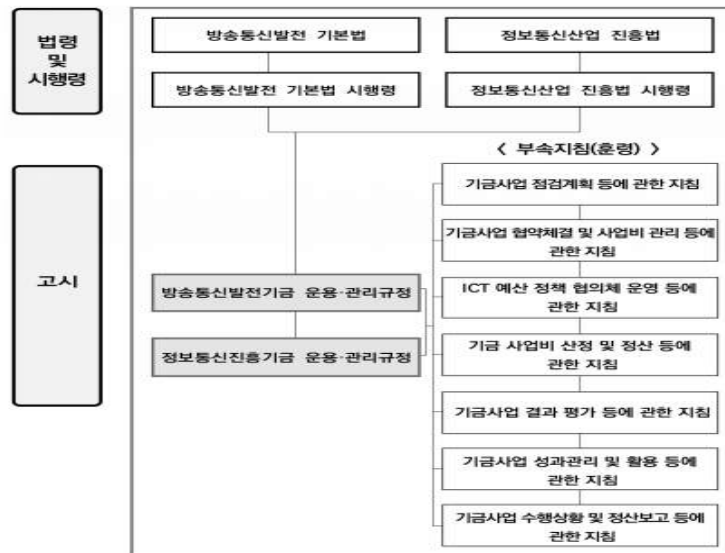 법령
및
시행령
방송통신발전 기본법
정보통신산업 진흥법
방송통신발전 기본법 시행령
정보통신산업 진흥법 시행령
고시
< 부속지침(훈령) >
방송통신발전기금 운용·관리규정
정보통신진흥기금 운용·관리규정
기금사업 점검계획 등에 관한 지침
기금사업 협약체결 및 사업비 관리 등에
관한 지침
ICT 예산 정책 협의체 운영 등에
관한 지침
기금 사업비 산정 및 정산 등에
관한 지침
기금사업 결과 평가 등에 관한 지침
기금사업 성과관리 및 활용 등에
관한 지침
기금사업 수행상황 및 정산보고 등에
관한 지침